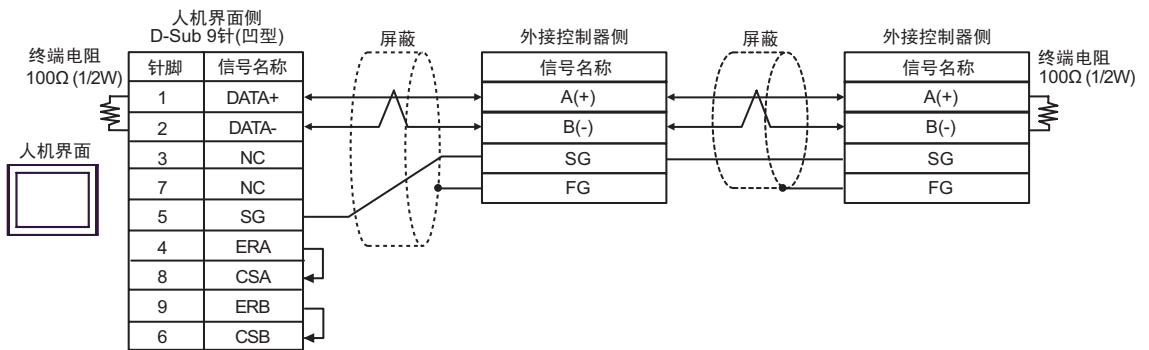 人机界面侧
D-Sub 9针(凹型)
终端电阻
100Ω (1/2W)
人机界面
针脚 信号名称
1 DATA+
2 DATA-
3 NC
7 NC
5 SG
4 ERA
8 CSA
9 ERB
6 CSB
屏蔽
外接控制器侧
信号名称
A(+)
B(-)
SG
FG
屏蔽
外接控制器侧
信号名称
A(+)
B(-)
SG
FG
终端电阻
100Ω (1/2W)